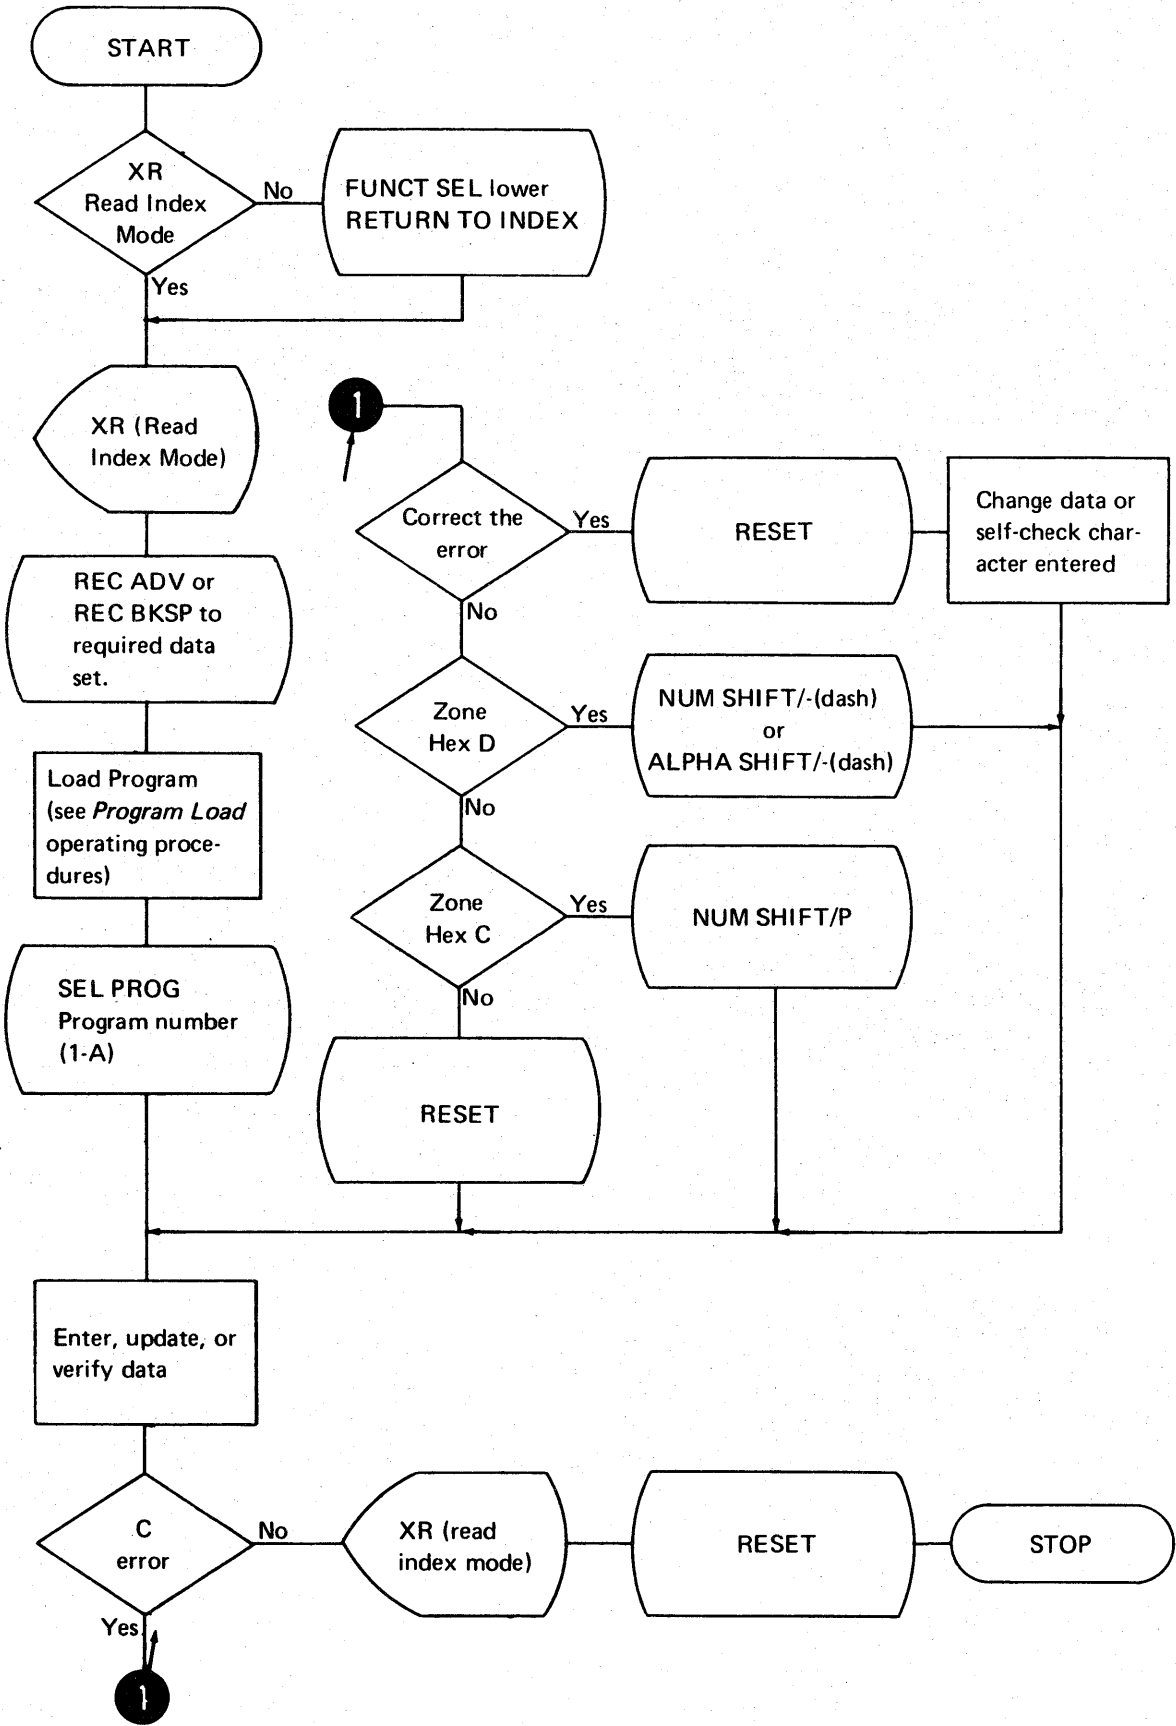 START
XR
Read Index
Mode
No
FUNCT SEL lower
RETURN TO INDEX
Yes
XR (Read
Index Mode)
REC ADV or
REC BKSP to
required data
set.
Load Program
(see Program Load
operating proce-
dures)
SEL PROG
Program number
(1-A)
1
Correct the
error
Yes
RESET
Change data or
self-check char-
acter entered
No
Zone
Hex D
Yes
NUM SHIFT/-(dash)
or
ALPHA SHIFT/-(dash)
No
Zone
Hex C
Yes
NUM SHIFT/P
No
RESET
Enter, update, or
verify data
C
error
No
XR (read
index mode)
RESET
STOP
Yes
1